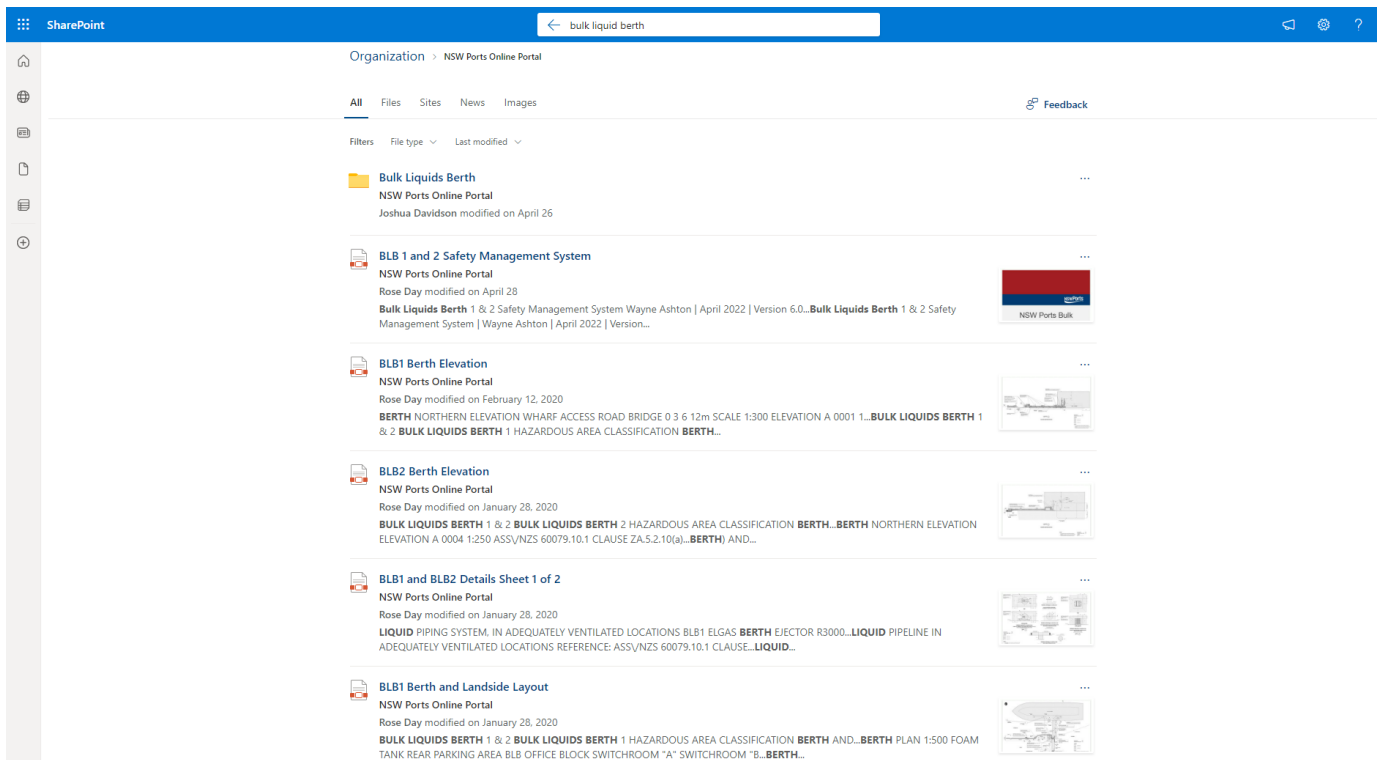 SharePoint
bulk liquid berth
?
Organization > NSW Ports Online Portal
All Files Sites News Images
Feedback
Filters File type Last modified
Bulk Liquids Berth
NSW Ports Online Portal
Joshua Davidson modified on April 26
BLB 1 and 2 Safety Management System
NSW Ports Online Portal
Rose Day modified on April 28
Bulk Liquids Berth 1 & 2 Safety Management System Wayne Ashton | April 2022 | Version 6.0...Bulk Liquids Berth 1 & 2 Safety
Management System | Wayne Ashton | April 2022 | Version...
NSW Ports
NSW Ports Bulk
BLB1 Berth Elevation
NSW Ports Online Portal
Rose Day modified on February 12, 2020
BERTH NORTHERN ELEVATION WHARF ACCESS ROAD BRIDGE 0 3 6 12m SCALE 1:300 ELEVATION A 0001 1...BULK LIQUIDS BERTH 1
& 2 BULK LIQUIDS BERTH 1 HAZARDOUS AREA CLASSIFICATION BERTH...
BLB2 Berth Elevation
NSW Ports Online Portal
Rose Day modified on January 28, 2020
BULK LIQUIDS BERTH 1 & 2 BULK LIQUIDS BERTH 2 HAZARDOUS AREA CLASSIFICATION BERTH...BERTH NORTHERN ELEVATION
ELEVATION A 0004 1:250 ASS\/NZS 60079.10.1 CLAUSE ZA.5.2.10(a)...BERTH) AND...
BLB1 and BLB2 Details Sheet 1 of 2
NSW Ports Online Portal
Rose Day modified on January 28, 2020
LIQUID PIPING SYSTEM, IN ADEQUATELY VENTILATED LOCATIONS BLB1 ELGAS BERTH EJECTOR R3000...LIQUID PIPELINE IN
ADEQUATELY VENTILATED LOCATIONS REFERENCE: ASS\/NZS 60079.10.1 CLAUSE...LIQUID...
BLB1 Berth and Landside Layout
NSW Ports Online Portal
Rose Day modified on January 28, 2020
BULK LIQUIDS BERTH 1 & 2 BULK LIQUIDS BERTH 1 HAZARDOUS AREA CLASSIFICATION BERTH AND...BERTH PLAN 1:500 FOAM
TANK REAR PARKING AREA BLB OFFICE BLOCK SWITCHROOM "A" SWITCHROOM "B...BERTH...